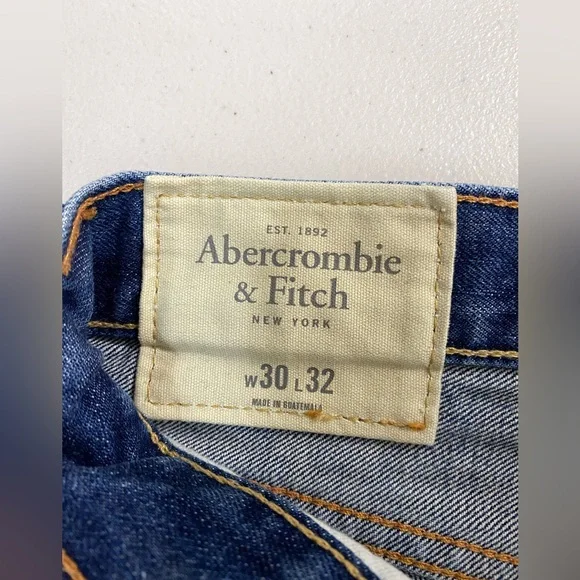 EST. 1892
Abercrombie
& Fitch
NEW YORK
W30 L32
MADE IN GUATEMALA